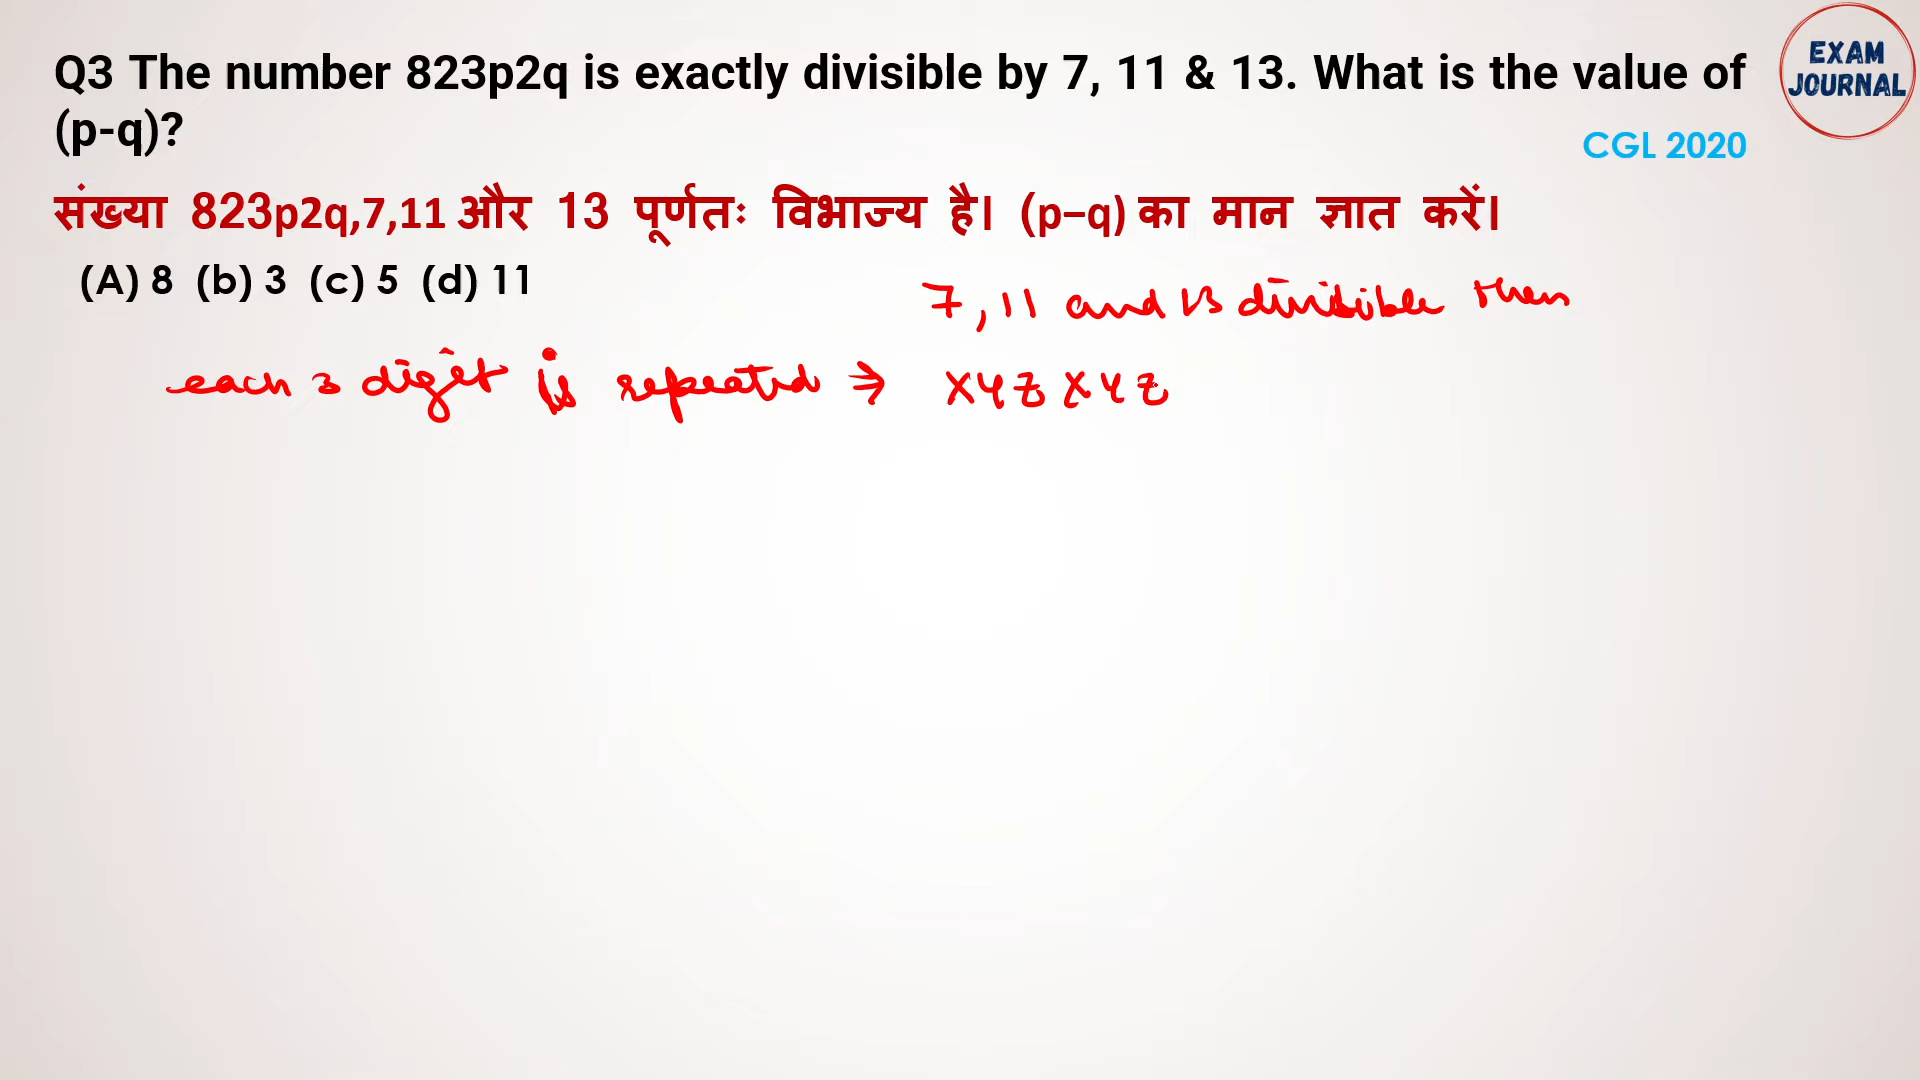 Q3 The number 823p2q is exactly divisible by 7, 11 & 13. What is the value of
(p-q)?
CGL 2020
EXAM
JOURNAL
संख्या 823p2q,7,11 और 13 पूर्णतः विभाज्य है। (p–q) का मान ज्ञात करें।
(A) 8 (b) 3 (c) 5 (d) 11
7, 11 and 13 divisible then
each 3 digit is repeated ⇒ xyzxyz